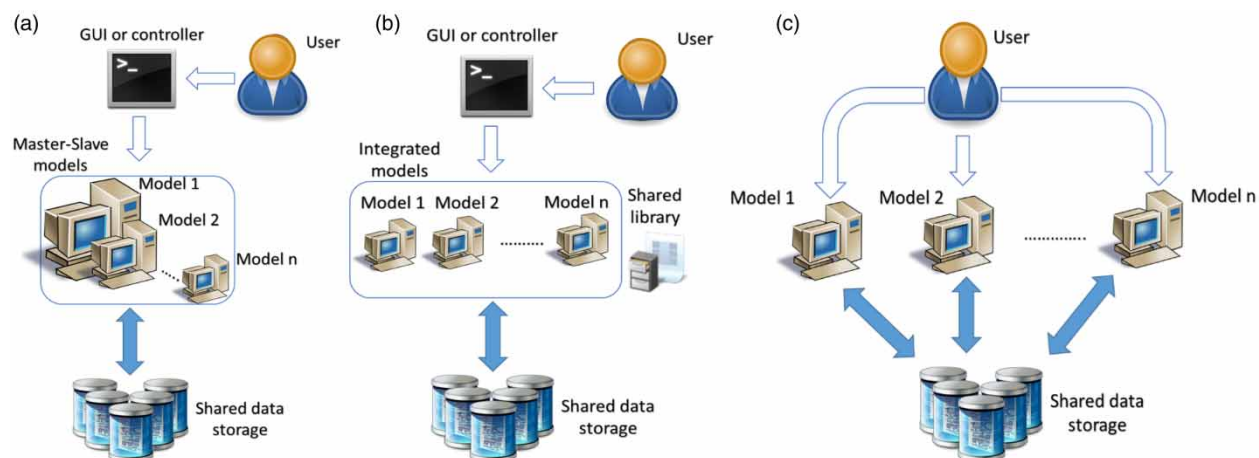 (a)
GUI or controller
User
>_
Master-Slave
models
Model 1
Model 2
......
Model n
Shared data
storage
(b)
GUI or controller
User
>_
Integrated
models
Model 1
Model 2
..........
Model n
Shared
library
Shared data
storage
(c)
User
Model 1
Model 2
.............
Model n
Shared data
storage